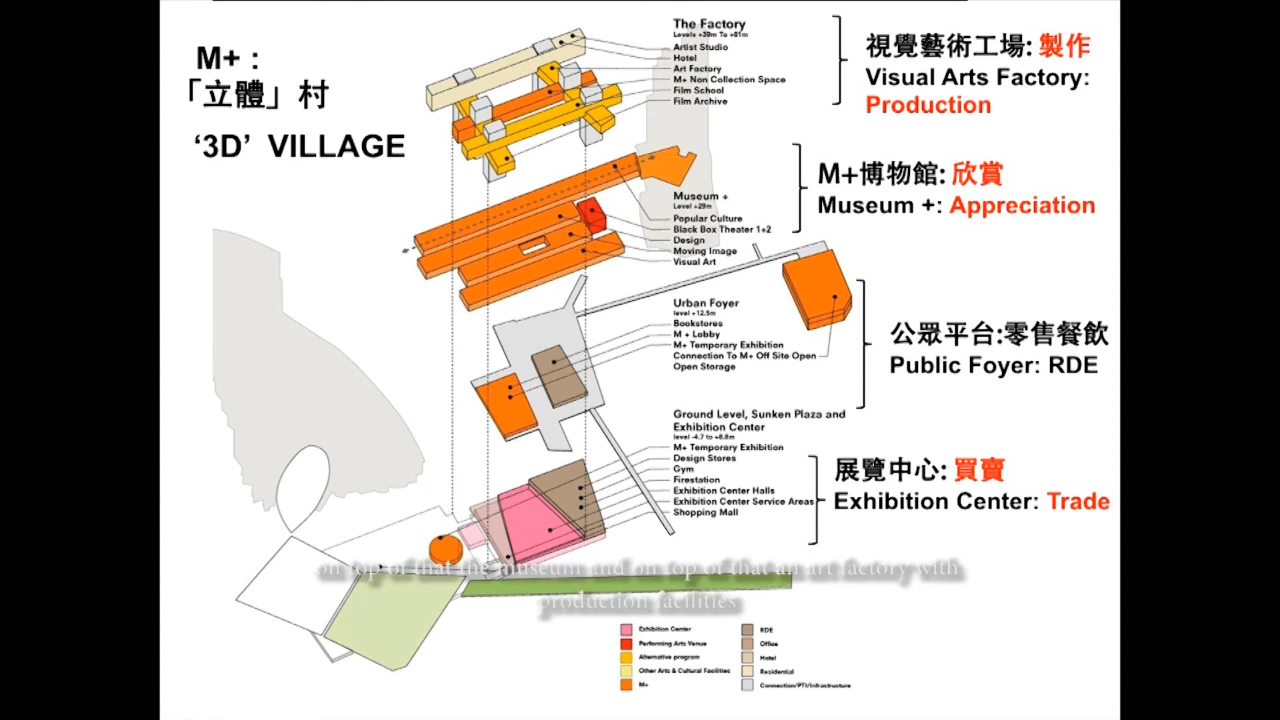 M+ :
「立體」村
‘3D’ VILLAGE
The Factory
Levels +39m To +81m
Artist Studio
Hotel
Art Factory
M+ Non Collection Space
Film School
Film Archive
視覺藝術工場: 製作
Visual Arts Factory:
Production
Museum +
Level +29m
Popular Culture
Black Box Theater 1+2
Design
Moving Image
Visual Art
M+博物館: 欣賞
Museum +: Appreciation
Urban Foyer
level +12.5m
Bookstores
M + Lobby
M+ Temporary Exhibition
Connection To M+ Off Site Open
Open Storage
公眾平台:零售餐飲
Public Foyer: RDE
Ground Level, Sunken Plaza and
Exhibition Center
level -4.7 to +8.8m
M+ Temporary Exhibition
Design Stores
Gym
Firestation
Exhibition Center Halls
Exhibition Center Service Areas
Shopping Mall
展覽中心: 買賣
Exhibition Center: Trade
on top of that the museum and on top of that an art factory with
production facilities
Exhibition Center
Performing Arts Venue
Alternative program
Other Arts & Cultural Facilities
M+
RDE
Office
Hotel
Residential
Connection/PTI/Infrastructure